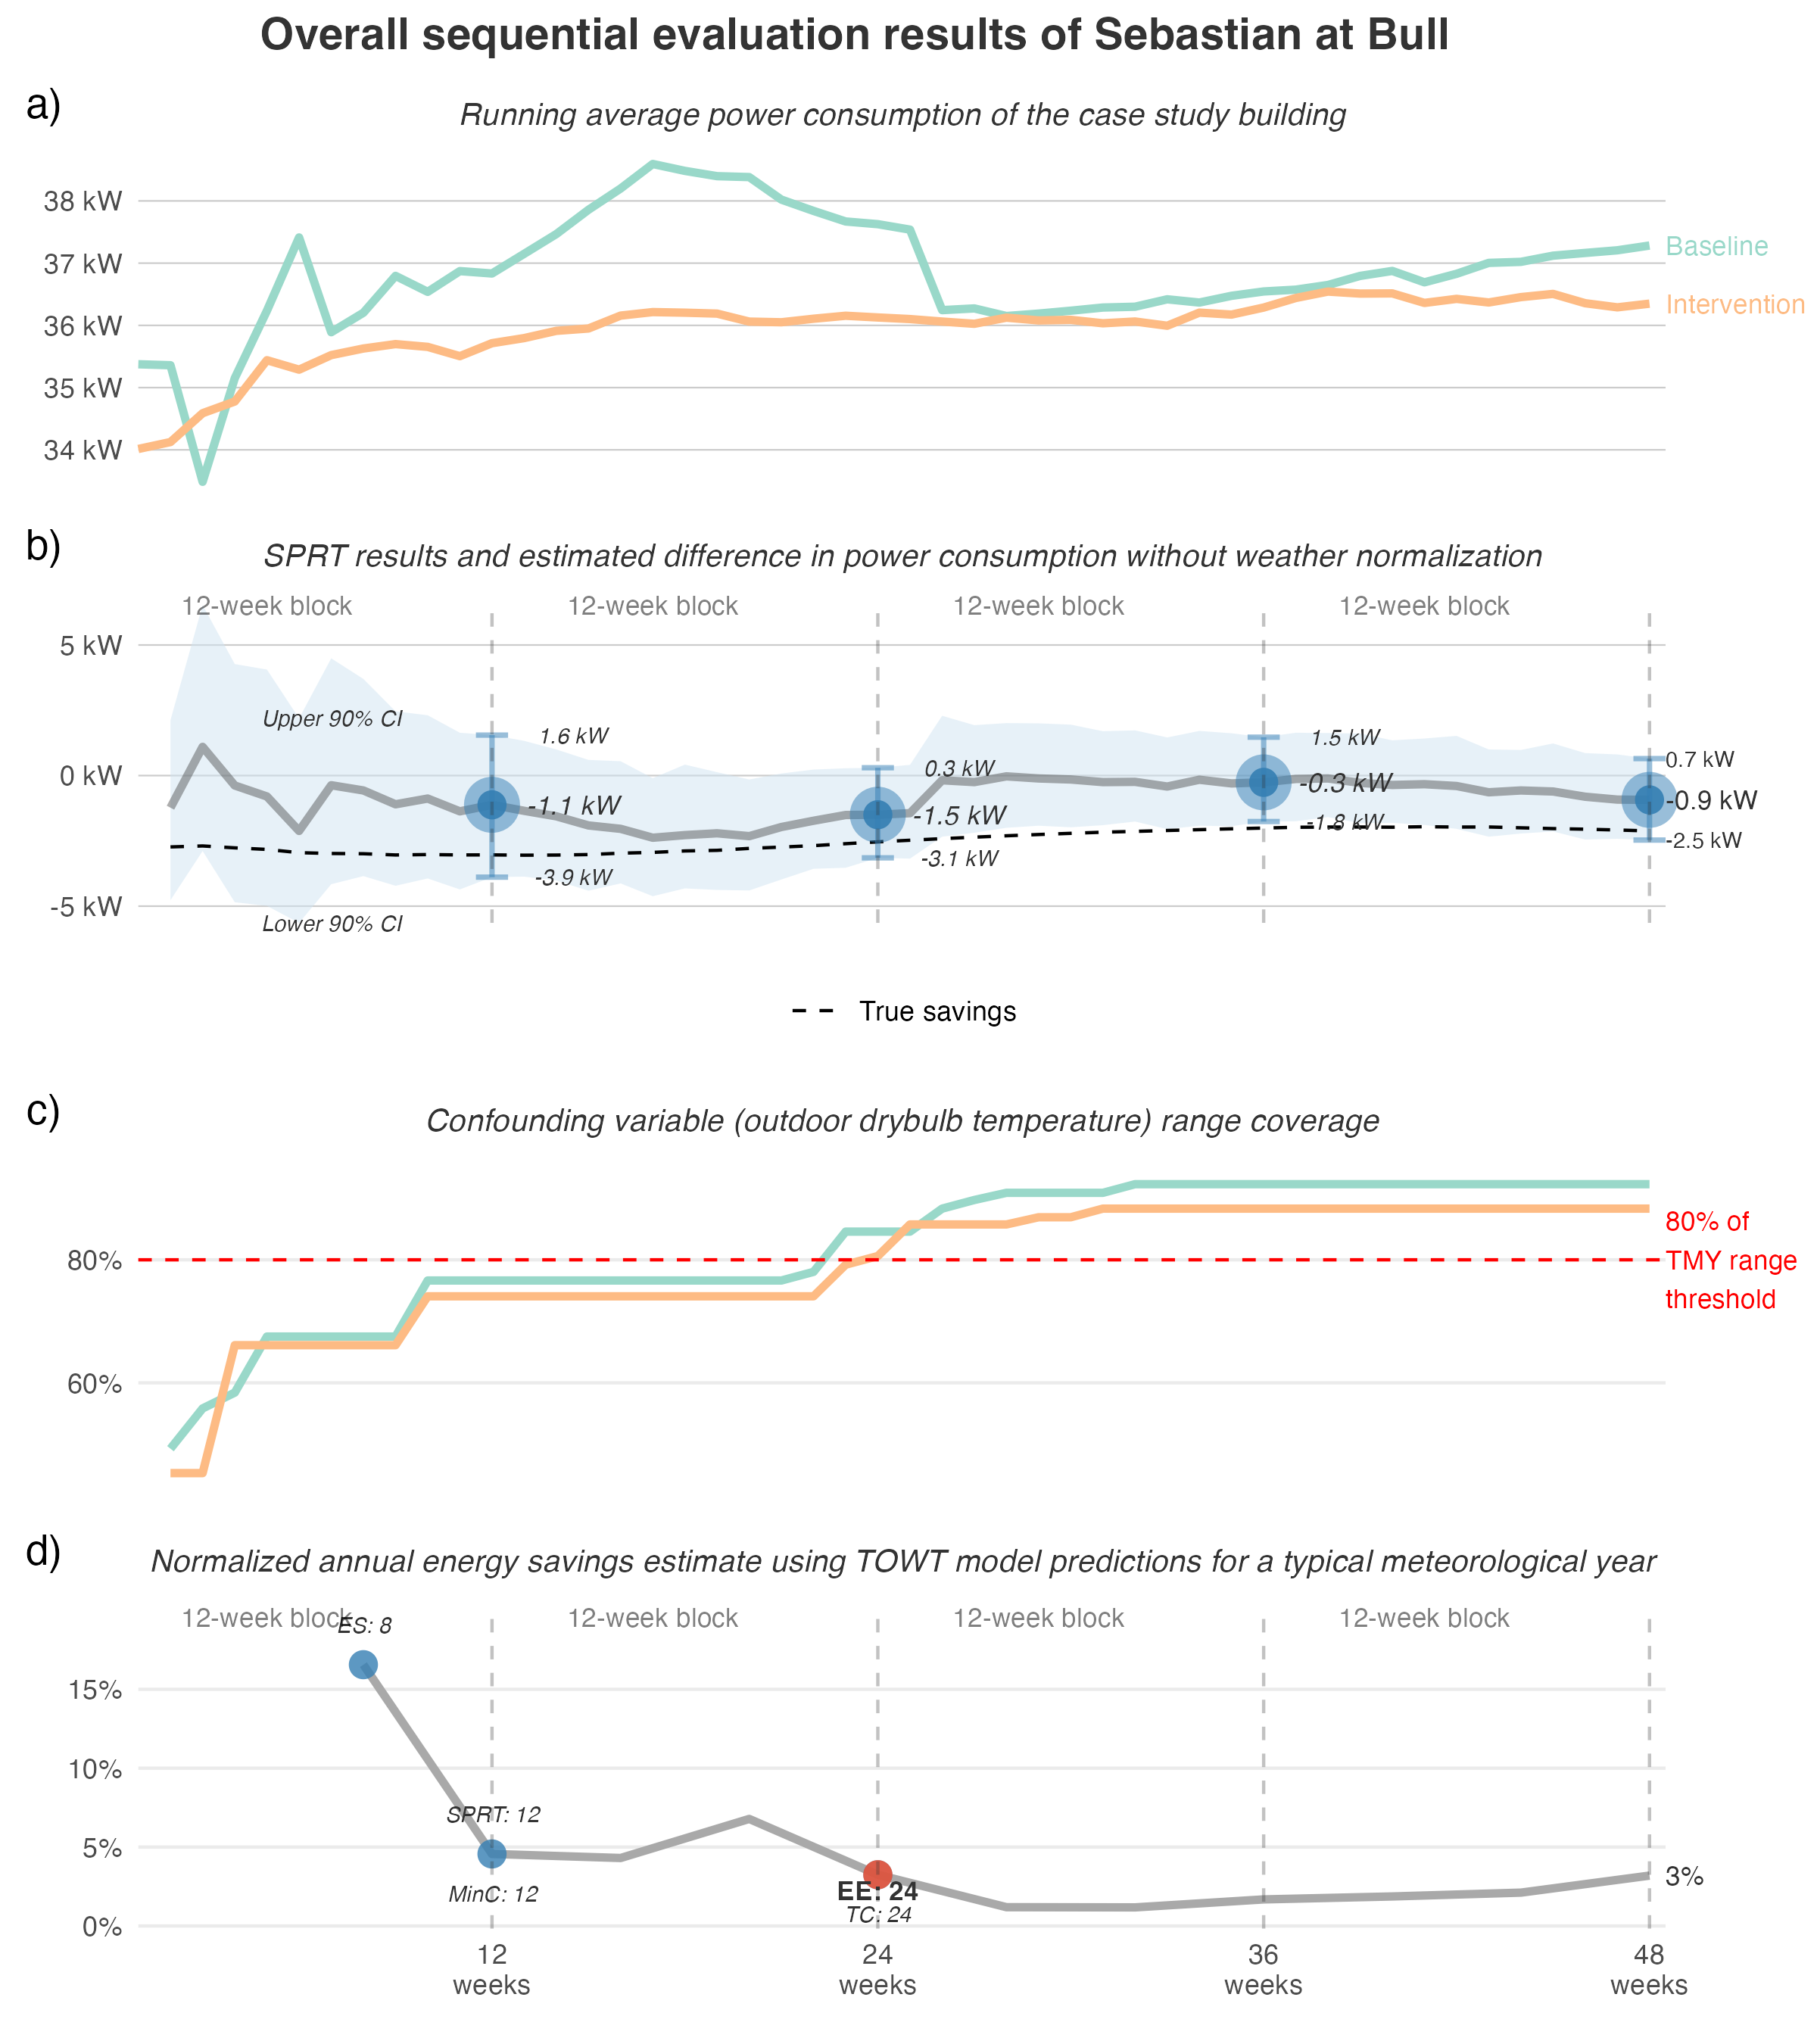 Overall sequential evaluation results of Sebastian at Bull
a)
Running average power consumption of the case study building
38 kW
37 kW
36 kW
35 kW
34 kW
Baseline
Intervention
b)
SPRT results and estimated difference in power consumption without weather normalization
12-week block
12-week block
12-week block
12-week block
5 kW
0 kW
-5 kW
Upper 90% CI
Lower 90% CI
1.6 kW
-1.1 kW
-3.9 kW
0.3 kW
-1.5 kW
-3.1 kW
1.5 kW
-0.3 kW
-1.8 kW
0.7 kW
-0.9 kW
-2.5 kW
True savings
c)
Confounding variable (outdoor drybulb temperature) range coverage
80%
60%
80% of
TMY range
threshold
d)
Normalized annual energy savings estimate using TOWT model predictions for a typical meteorological year
12-week block
12-week block
12-week block
12-week block
ES: 8
15%
10%
5%
0%
SPRT: 12
MinC: 12
EE: 24
TC: 24
3%
12
weeks
24
weeks
36
weeks
48
weeks